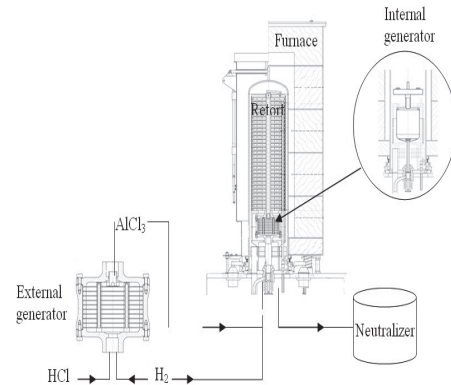 Internal
generator
Furnace
Retort
AlCl3
External
generator
Neutralizer
HCl
H2